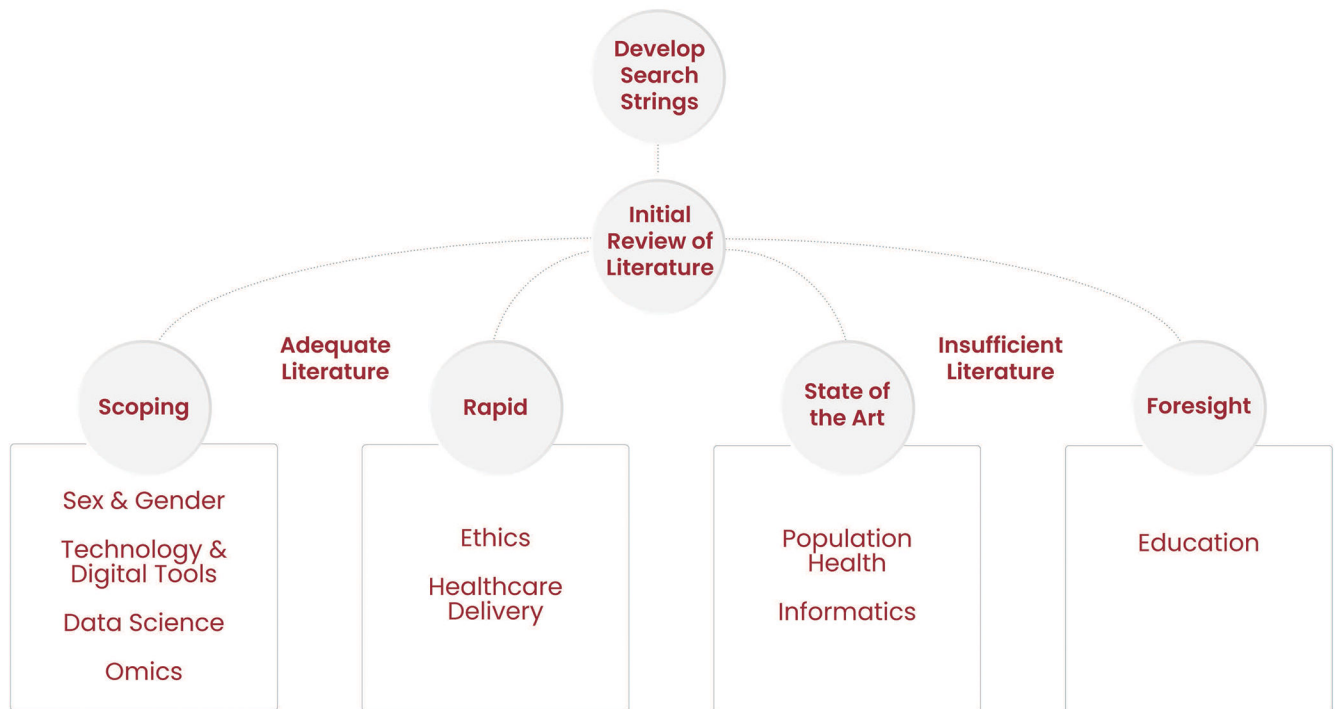 Develop
Search
Strings
Initial
Review of
Literature
Adequate
Literature
Insufficient
Literature
Scoping
Rapid
State of
the Art
Foresight
Sex & Gender
Technology &
Digital Tools
Data Science
Omics
Ethics
Healthcare
Delivery
Population
Health
Informatics
Education